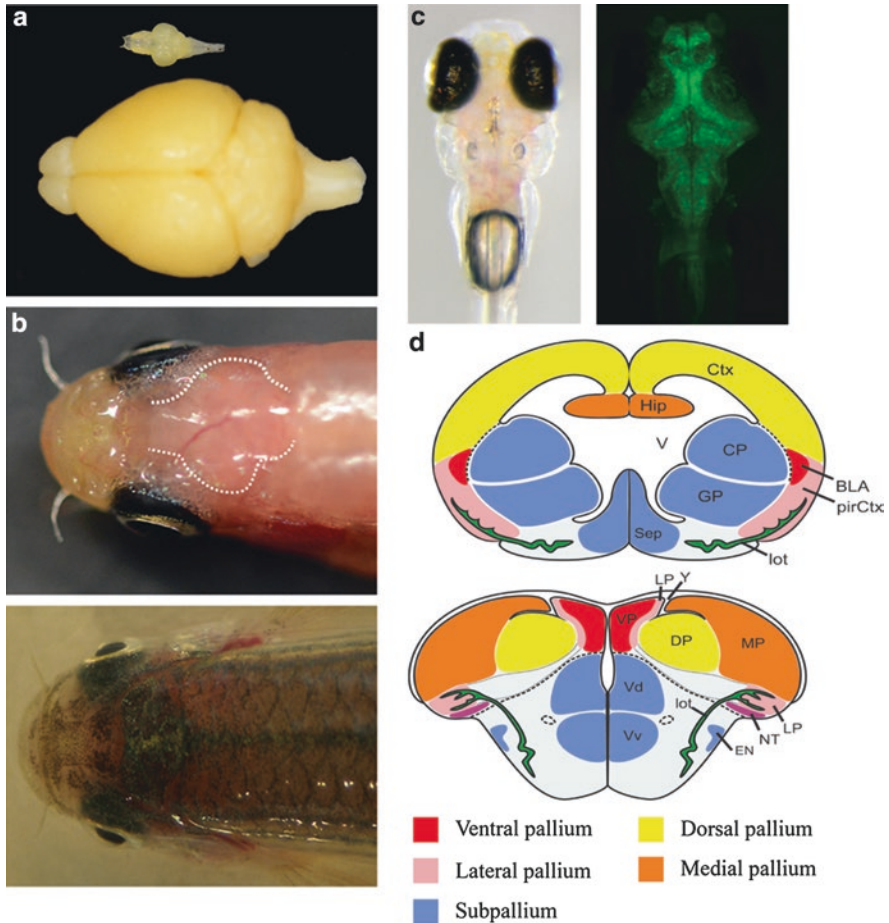 a
b
c
d
Ctx
Hip
V
CP
GP
BLA
pirCtx
Sep
lot
LP Y
VP
DP
MP
Vd
lot
Vv
LP
NT
EN
Ventral pallium
Dorsal pallium
Lateral pallium
Medial pallium
Subpallium